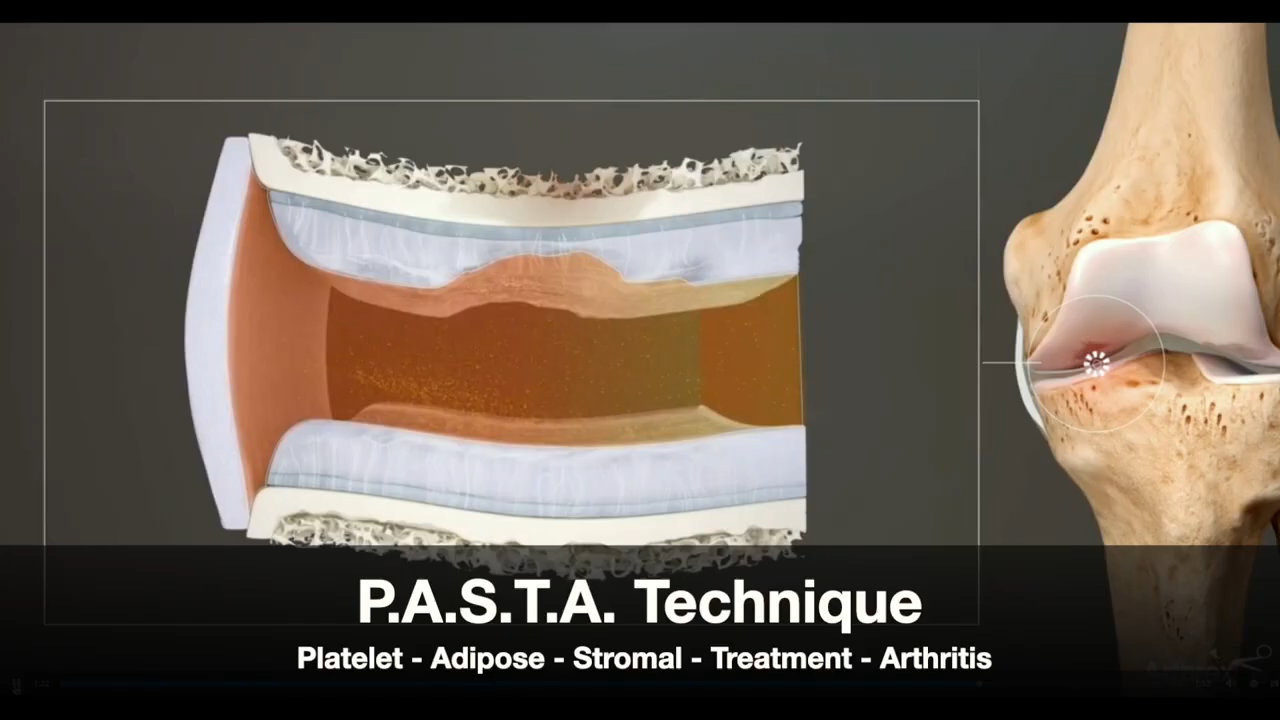 P.A.S.T.A. Technique
Platelet - Adipose - Stromal - Treatment - Arthritis